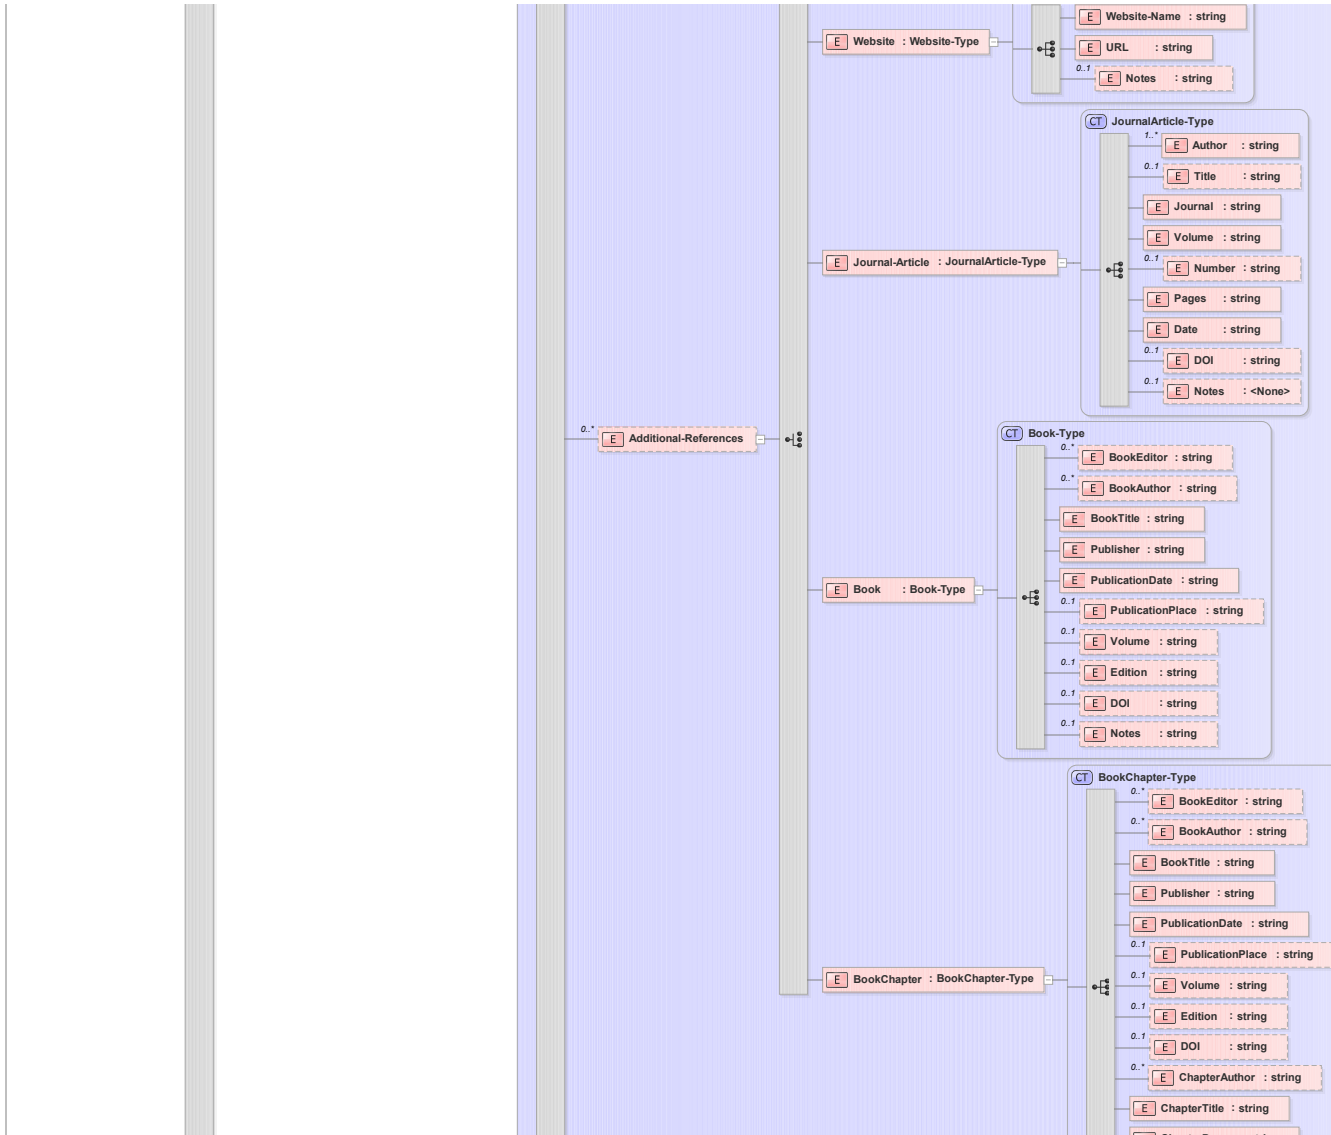 E Website-Name : string
E Website : Website-Type
E URL : string
0..1
E Notes : string
CT JournalArticle-Type
1..*
E Author : string
0..1
E Title : string
E Journal : string
E Volume : string
0..1
E Number : string
E Journal-Article : JournalArticle-Type
E Pages : string
E Date : string
0..1
E DOI : string
0..1
E Notes : <None>
0..*
E Additional-References
CT Book-Type
0..*
E BookEditor : string
0..*
E BookAuthor : string
E BookTitle : string
E Publisher : string
E PublicationDate : string
E Book : Book-Type
0..1
E PublicationPlace : string
0..1
E Volume : string
0..1
E Edition : string
0..1
E DOI : string
0..1
E Notes : string
CT BookChapter-Type
0..*
E BookEditor : string
0..*
E BookAuthor : string
E BookTitle : string
E Publisher : string
E PublicationDate : string
0..1
E PublicationPlace : string
E BookChapter : BookChapter-Type
0..1
E Volume : string
0..1
E Edition : string
0..1
E DOI : string
0..*
E ChapterAuthor : string
E ChapterTitle : string